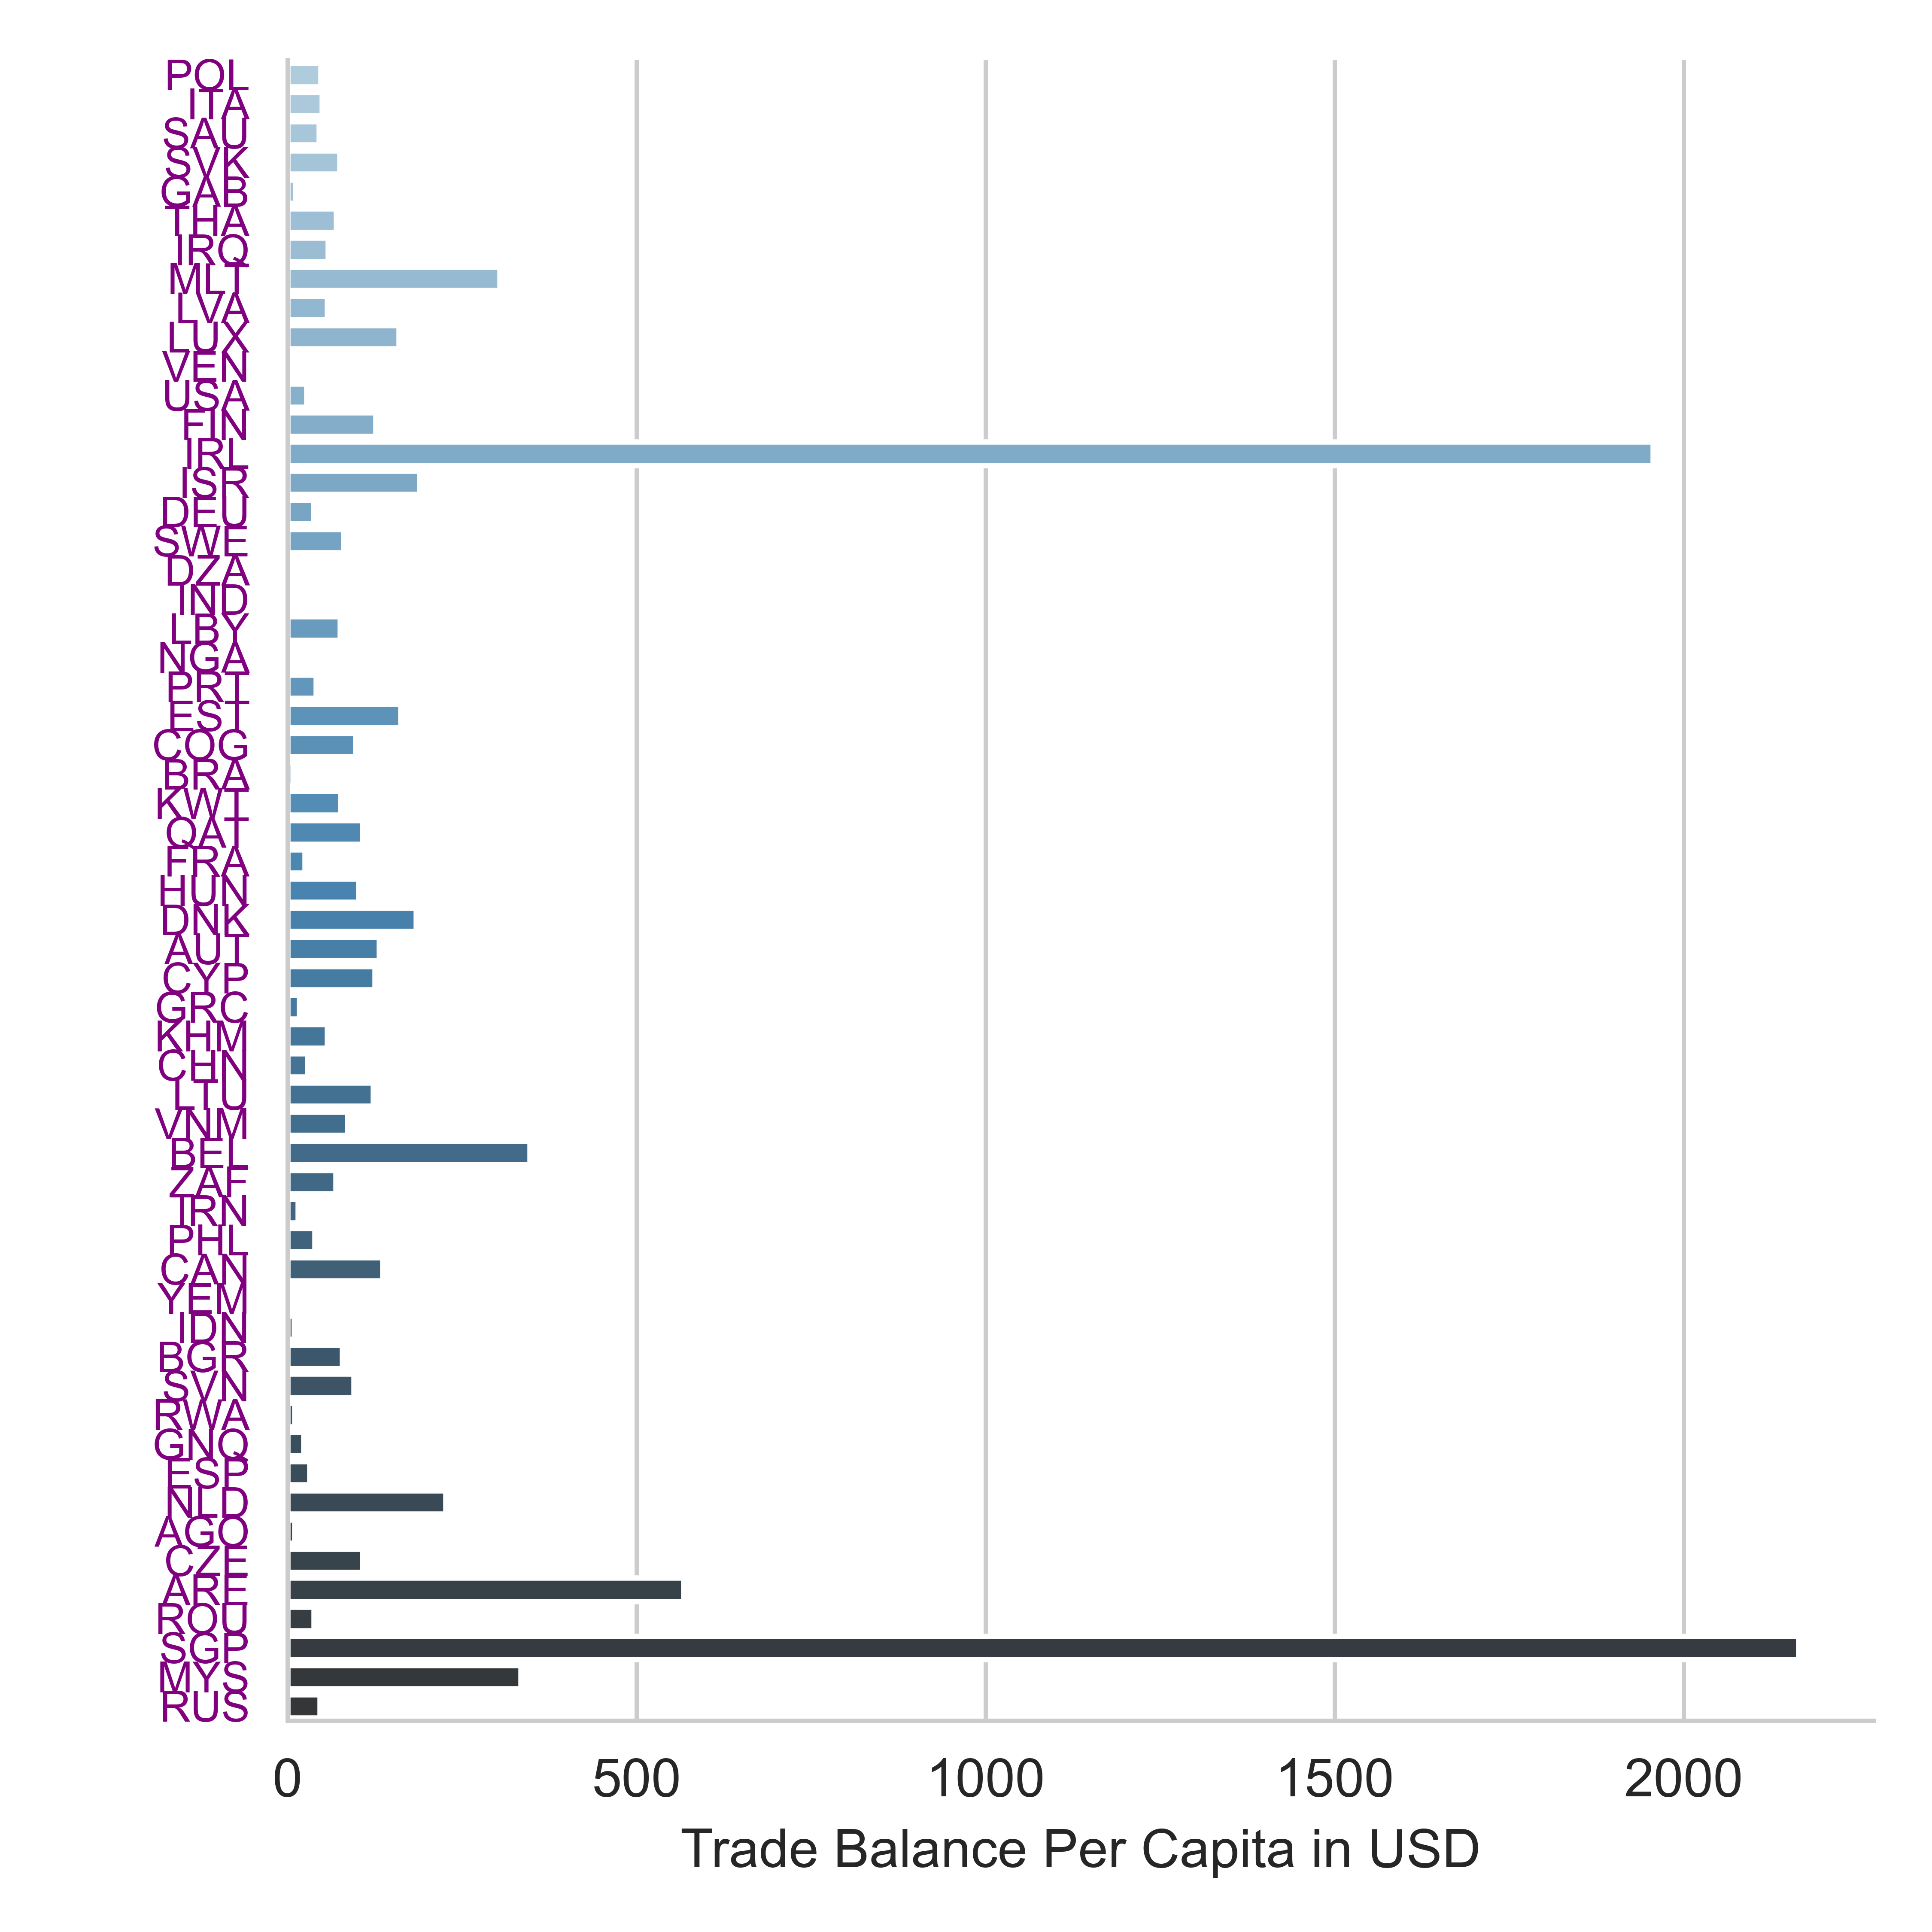 POL
ITA
SAU
SVK
GAB
THA
IRQ
MLT
LVA
LUX
VEN
USA
FIN
IRL
ISR
DEU
SWE
DZA
IND
LBY
NGA
PRT
EST
COG
BRA
KWT
QAT
FRA
HUN
DNK
AUT
CYP
GRC
KHM
CHN
LTU
VNM
BEL
ZAF
IRN
PHL
CAN
YEM
IDN
BGR
SVN
RWA
GNQ
ESP
NLD
AGO
CZE
ARE
ROU
SGP
MYS
RUS
0 500 1000 1500 2000
Trade Balance Per Capita in USD